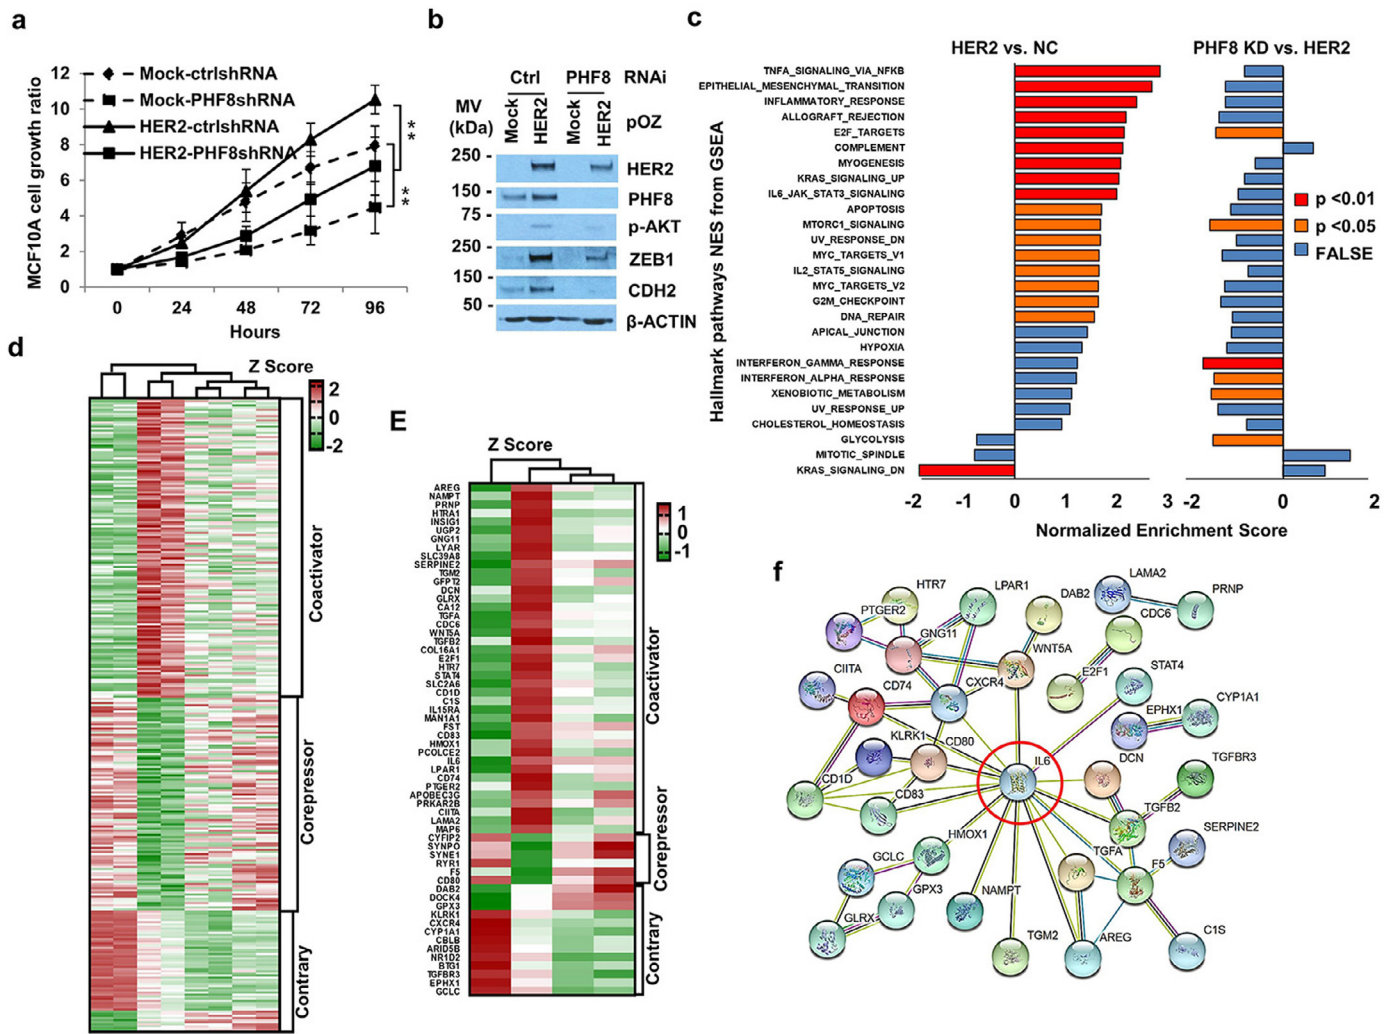 a
MCF10A cell growth ratio
12
10
8
6
4
2
0
Mock-ctrlshRNA
Mock-PHF8shRNA
HER2-ctrlshRNA
HER2-PHF8shRNA
**
**
0 24 48 72 96
Hours
b
Ctrl PHF8 RNAi
MV
(kDa)
Mock HER2 Mock HER2 pOZ
250 -
150 -
75 -
250 -
150 -
50 -
HER2
PHF8
p-AKT
ZEB1
CDH2
β-ACTIN
c
HER2 vs. NC
PHF8 KD vs. HER2
Hallmark pathways NES from GSEA
TNFA_SIGNALING_VIA_NFKB
EPITHELIAL_MESENCHYMAL_TRANSITION
INFLAMMATORY_RESPONSE
ALLOGRAFT_REJECTION
E2F_TARGETS
COMPLEMENT
MYOGENESIS
KRAS_SIGNALING_UP
IL6_JAK_STAT3_SIGNALING
APOPTOSIS
MTORC1_SIGNALING
UV_RESPONSE_DN
MYC_TARGETS_V1
IL2_STAT5_SIGNALING
MYC_TARGETS_V2
G2M_CHECKPOINT
DNA_REPAIR
APICAL_JUNCTION
HYPOXIA
INTERFERON_GAMMA_RESPONSE
INTERFERON_ALPHA_RESPONSE
XENOBIOTIC_METABOLISM
UV_RESPONSE_UP
CHOLESTEROL_HOMEOSTASIS
GLYCOLYSIS
MITOTIC_SPINDLE
KRAS_SIGNALING_DN
p <0.01
p <0.05
FALSE
-2 -1 0 1 2 3
-2 0 2
Normalized Enrichment Score
d
Z Score
2
0
-2
Coactivator
Corepressor
Contrary
E
Z Score
1
0
-1
AREG
NAMPT
PRNP
HTRA1
INSIG1
UGP2
GNG11
LYAR
SLC39A8
SERPINE2
TGM2
GFPT2
DCN
GLRX
CA12
TGFA
CDC6
WNT5A
TGFB2
COL16A1
E2F1
HTR7
STAT4
SLC2A6
CD1D
C1S
IL15RA
MAN1A1
FST
CD83
HMOX1
PCOLCE2
IL6
LPAR1
CD74
PTGER2
APOBEC3G
PRKAR2B
CIITA
LAMA2
MAP6
CYFIP2
SYNPO
SYNE1
RYR1
F5
CD80
DAB2
DOCK4
GPX3
KLRK1
CXCR4
CYP1A1
CBLB
ARID5B
NR1D2
BTG1
TGFBR3
EPHX1
GCLC
Coactivator
Corepressor
Contrary
f
HTR7
LPAR1
DAB2
LAMA2
PRNP
PTGER2
CDC6
GNG11
WNT5A
E2F1
STAT4
CIITA
CD74
CXCR4
CYP1A1
EPHX1
KLRK1
CD80
IL6
DCN
TGFBR3
CD1D
CD83
TGFB2
HMOX1
SERPINE2
GCLC
TGFA
F5
GPX3
NAMPT
GLRX
TGM2
AREG
C1S